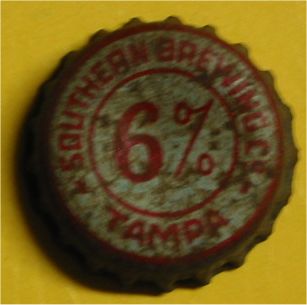 SOUTHERN BREWING CO.
6%
TAMPA